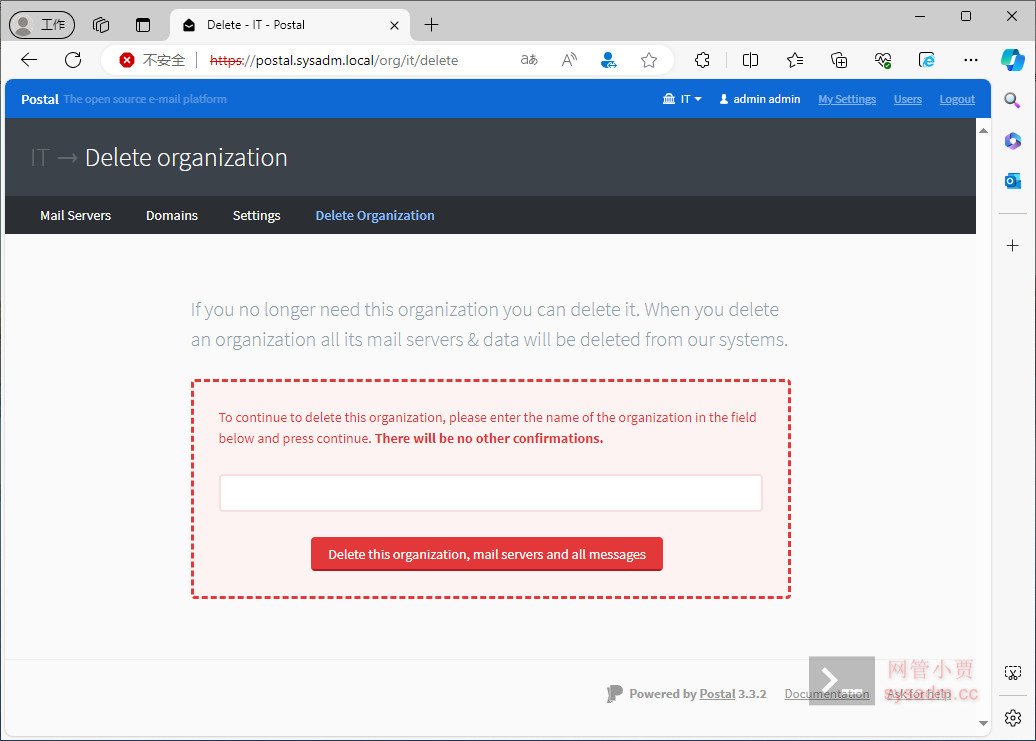 工作
Delete - IT - Postal
不安全
https://postal.sysadm.local/org/it/delete
Postal The open source e-mail platform
IT
admin admin
My Settings
Users
Logout
IT → Delete organization
Mail Servers
Domains
Settings
Delete Organization
If you no longer need this organization you can delete it. When you delete
an organization all its mail servers & data will be deleted from our systems.
To continue to delete this organization, please enter the name of the organization in the field
below and press continue. There will be no other confirmations.
Delete this organization, mail servers and all messages
Powered by Postal 3.3.2
Documentation
Ask for help
网管小贾
sysadm.cc